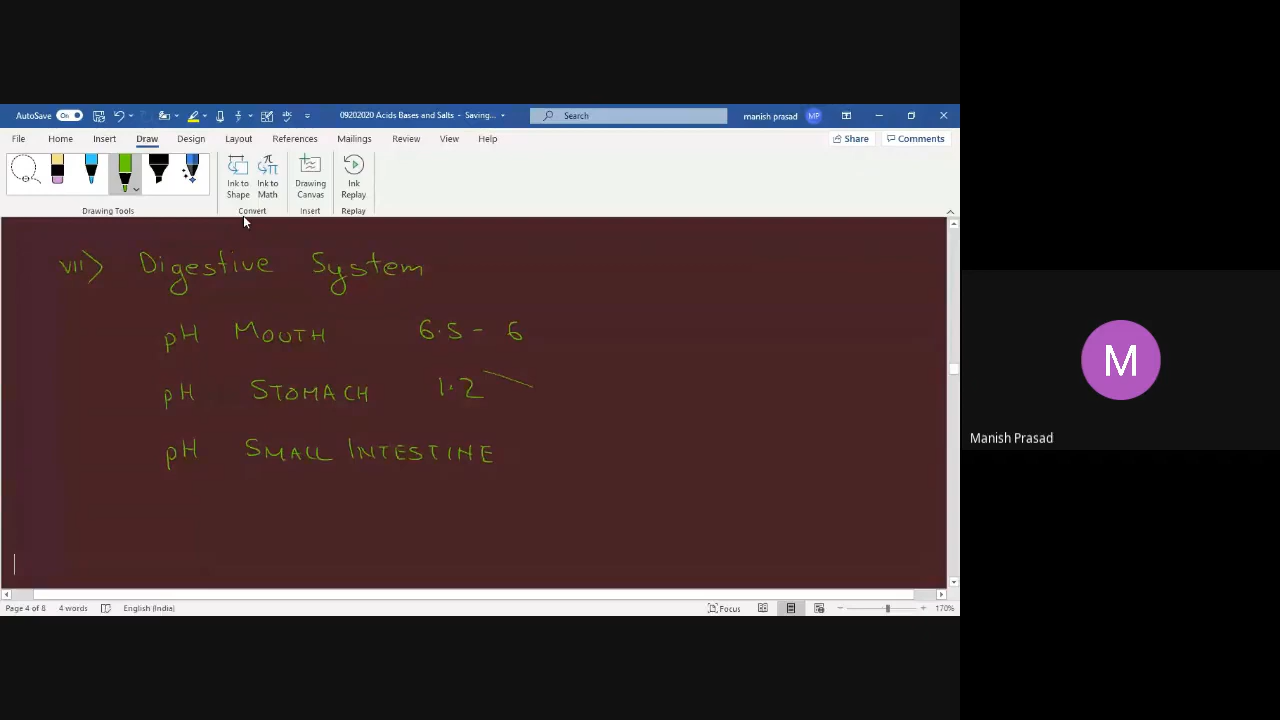 AutoSave On 09202020 Acids Bases and Salts - Saving... Search manish prasad MP
File Home Insert Draw Design Layout References Mailings Review View Help Share Comments
Ink to Shape Ink to Math Drawing Canvas Ink Replay
Drawing Tools Convert Insert Replay
VII) Digestive System
pH MOUTH 6.5 - 6
pH STOMACH 1.2
pH SMALL INTESTINE
M
Manish Prasad
Page 4 of 8 4 words English (India) Focus 170%